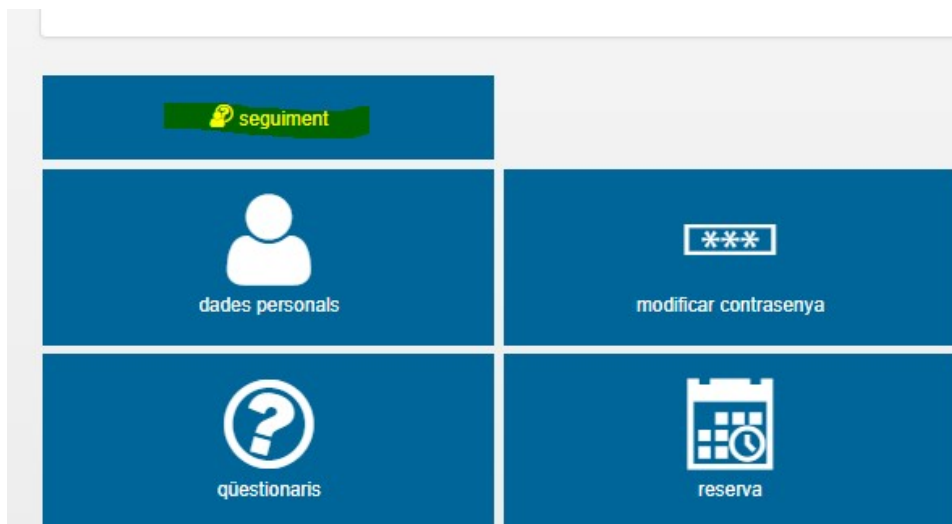 seguiment
dades personals
modificar contrasenya
qüestionaris
reserva